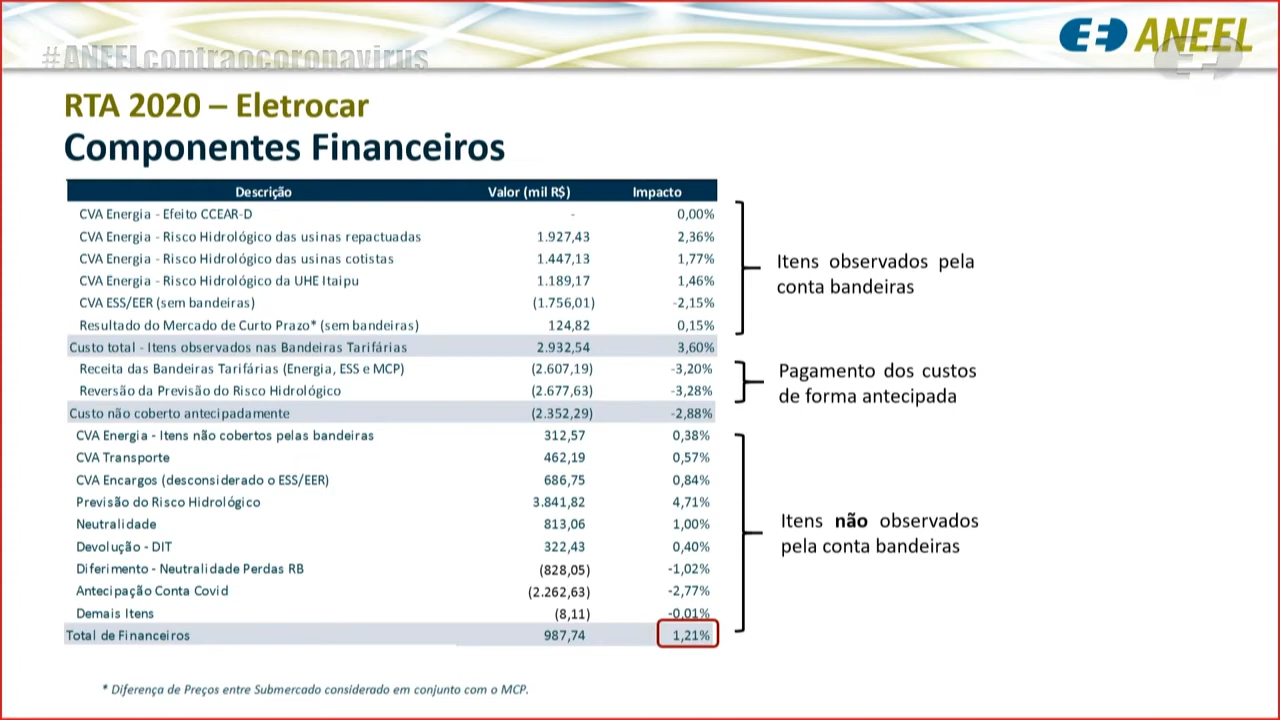 #ANEELcontraocoronavirus
ANEEL
RTA 2020 – Eletrocar
Componentes Financeiros
Descrição Valor (mil R$) Impacto
CVA Energia - Efeito CCEAR-D - 0,00%
CVA Energia - Risco Hidrológico das usinas repactuadas 1.927,43 2,36%
CVA Energia - Risco Hidrológico das usinas cotistas 1.447,13 1,77%
CVA Energia - Risco Hidrológico da UHE Itaipu 1.189,17 1,46%
CVA ESS/EER (sem bandeiras) (1.756,01) -2,15%
Resultado do Mercado de Curto Prazo* (sem bandeiras) 124,82 0,15%
Custo total - Itens observados nas Bandeiras Tarifárias 2.932,54 3,60%
Receita das Bandeiras Tarifárias (Energia, ESS e MCP) (2.607,19) -3,20%
Reversão da Previsão do Risco Hidrológico (2.677,63) -3,28%
Custo não coberto antecipadamente (2.352,29) -2,88%
CVA Energia - Itens não cobertos pelas bandeiras 312,57 0,38%
CVA Transporte 462,19 0,57%
CVA Encargos (desconsiderado o ESS/EER) 686,75 0,84%
Previsão do Risco Hidrológico 3.841,82 4,71%
Neutralidade 813,06 1,00%
Devolução - DIT 322,43 0,40%
Diferimento - Neutralidade Perdas RB (828,05) -1,02%
Antecipação Conta Covid (2.262,63) -2,77%
Demais Itens (8,11) -0,01%
Total de Financeiros 987,74 1,21%
Itens observados pela
conta bandeiras
Pagamento dos custos
de forma antecipada
Itens não observados
pela conta bandeiras
* Diferença de Preços entre Submercado considerado em conjunto com o MCP.